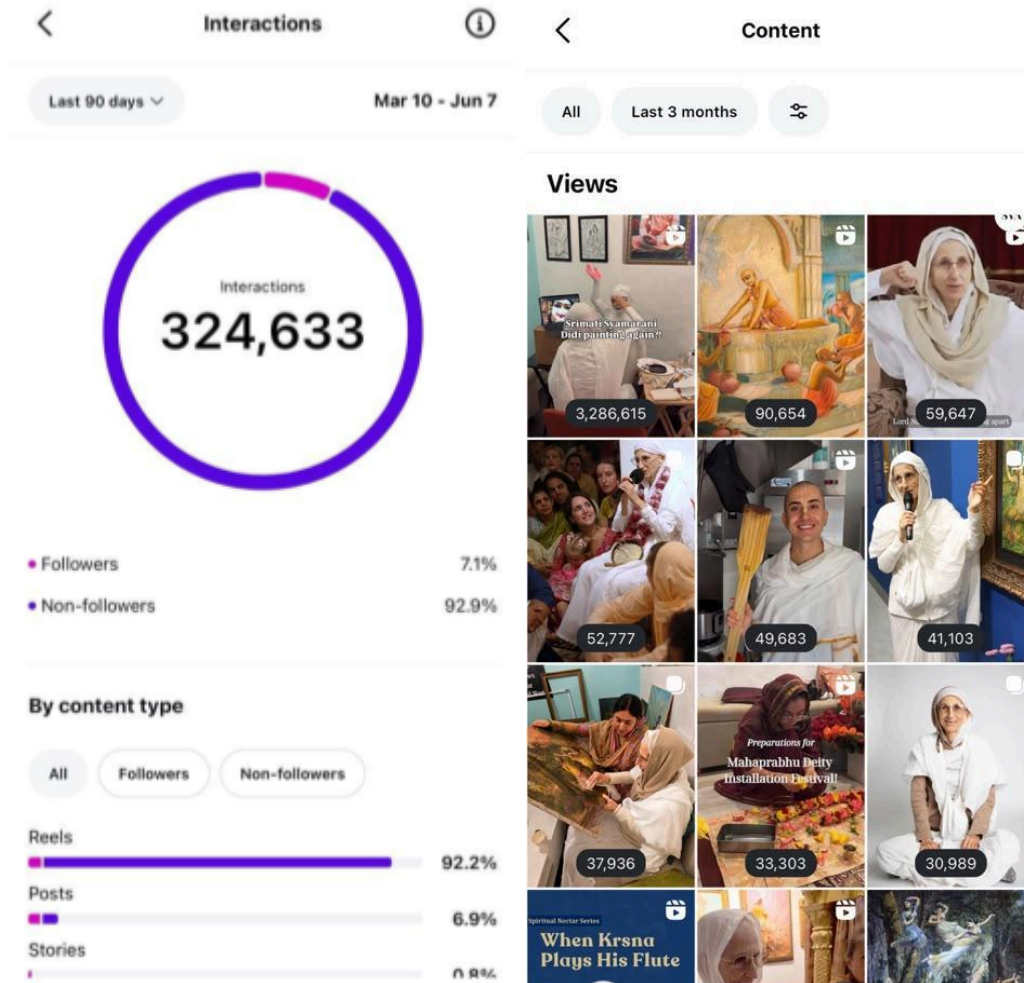 Interactions
Last 90 days
Mar 10 - Jun 7
Interactions
324,633
Followers 7.1%
Non-followers 92.9%
By content type
All
Followers
Non-followers
Reels
92.2%
Posts
6.9%
Stories
0.8%
Content
All
Last 3 months
Views
Srimati Syamarani
Didi painting again?!
3,286,615
90,654
Lord
apart
59,647
52,777
49,683
41,103
37,936
Preparations for
Mahaprabhu Deity
Installation Festival!
33,303
30,989
Spiritual Nectar Series
When Krsna
Plays His Flute